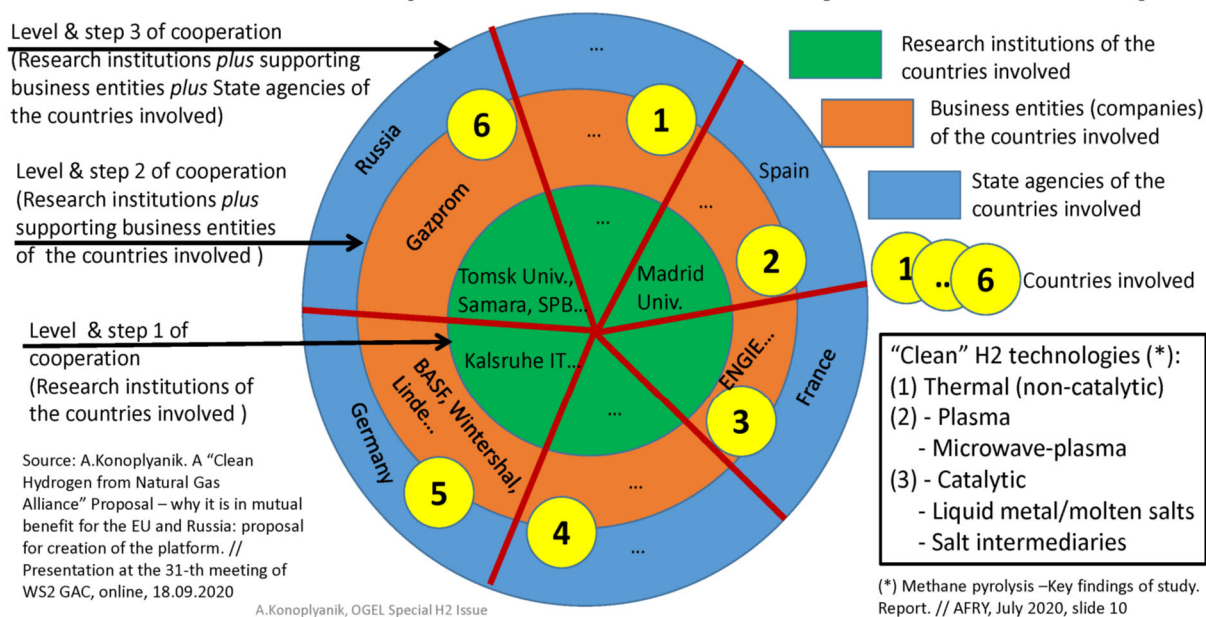 Level & step 3 of cooperation
(Research institutions plus supporting
business entities plus State agencies of
the countries involved)
Level & step 2 of cooperation
(Research institutions plus
supporting business entities
of the countries involved )
Level & step 1 of
cooperation
(Research institutions of
the countries involved )
Source: A.Konoplyanik. A “Clean
Hydrogen from Natural Gas
Alliance” Proposal – why it is in mutual
benefit for the EU and Russia: proposal
for creation of the platform. //
Presentation at the 31-th meeting of
WS2 GAC, online, 18.09.2020
A.Konoplyanik, OGEL Special H2 Issue
...
6
1
...
Russia
Spain
Gazprom
...
...
2
Tomsk Univ.,
Samara, SPB...
Madrid
Univ.
Kalsruhe IT...
ENGIE...
France
BASF, Wintershal,
Linde...
...
3
Germany
5
...
4
...
Research institutions of the
countries involved
Business entities (companies)
of the countries involved
State agencies of the
countries involved
1 .. 6 Countries involved
“Clean” H2 technologies (*):
(1) Thermal (non-catalytic)
(2) - Plasma
- Microwave-plasma
(3) - Catalytic
- Liquid metal/molten salts
- Salt intermediaries
(*) Methane pyrolysis –Key findings of study.
Report. // AFRY, July 2020, slide 10